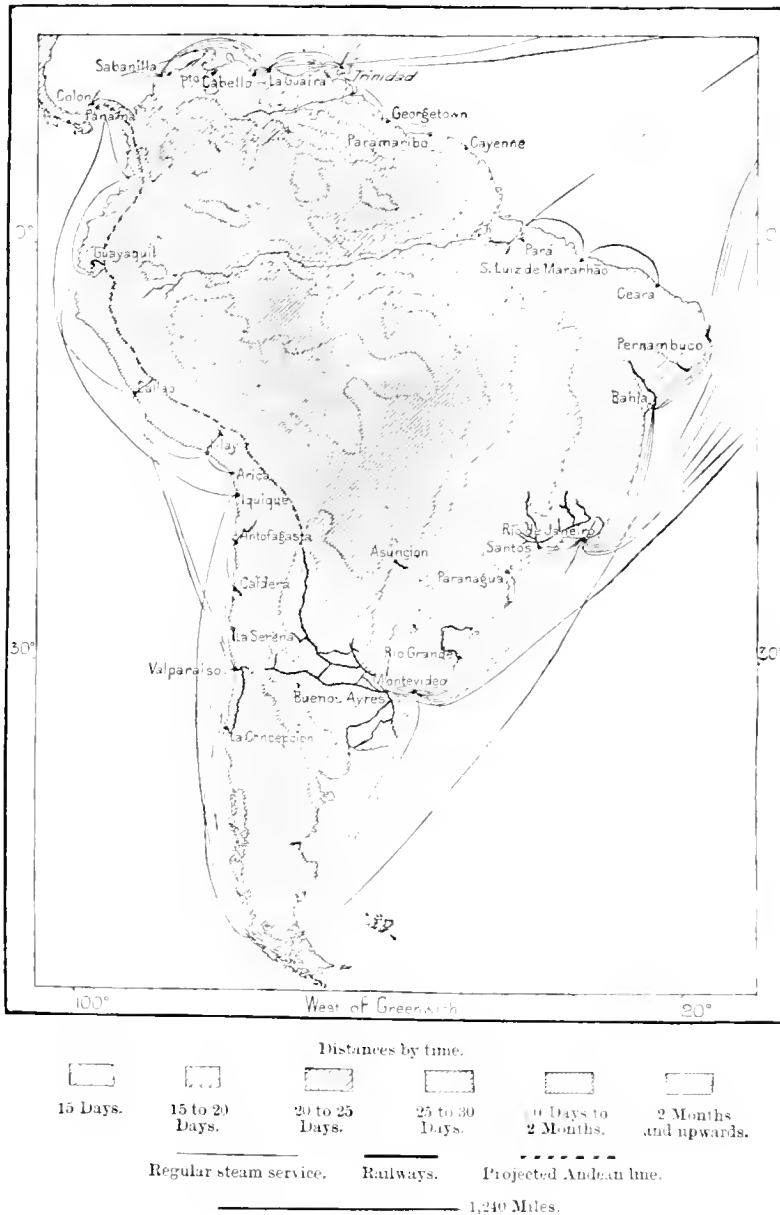 Sabanilla
Pto Cabello
La Guaira
Trinidad
Colon
Panama
Georgetown
Paramaribo
Cayenne
0°
Guayaquil
Pará
S. Luiz de Maranhão
Ceara
Pernambuco
Bahia
Callao
Arica
Iquique
Antofagasta
Rio de Janeiro
Santos
Asuncion
Paranagua
Caldera
La Serena
30°
30°
Rio Grande
Valparaiso
Montevideo
Buenos Ayres
La Concepcion
100°
West of Greenwich
20°
Distances by time.
15 Days.
15 to 20 Days.
20 to 25 Days.
25 to 30 Days.
Days to 2 Months.
2 Months and upwards.
Regular steam service.
Railways.
Projected Andean line.
1,240 Miles.